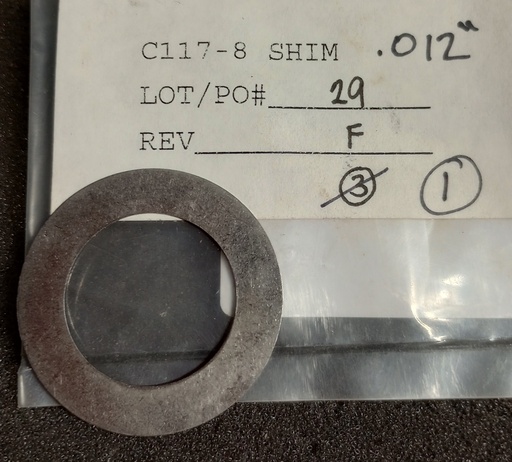 C117-8 SHIM .012"
LOT/PO# 29
REV F
3 1